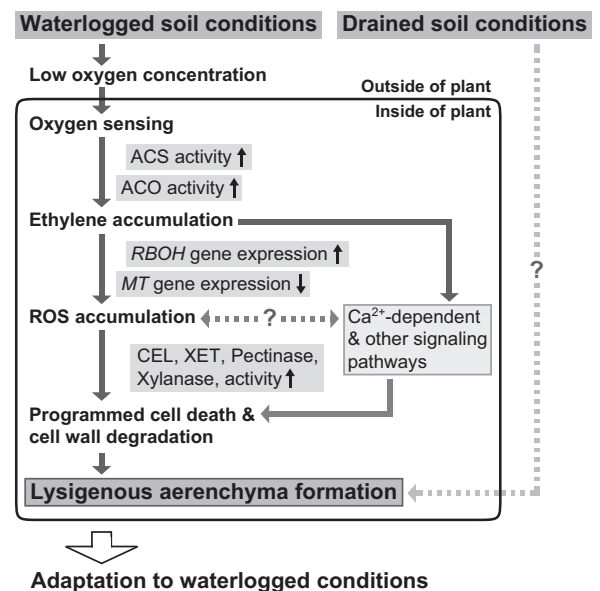 Waterlogged soil conditions
Drained soil conditions
Low oxygen concentration
Outside of plant
Inside of plant
Oxygen sensing
ACS activity ↑
ACO activity ↑
Ethylene accumulation
RBOH gene expression ↑
MT gene expression ↓
?
ROS accumulation
?
Ca²⁺-dependent
& other signaling
pathways
CEL, XET, Pectinase,
Xylanase, activity ↑
Programmed cell death &
cell wall degradation
Lysigenous aerenchyma formation
Adaptation to waterlogged conditions